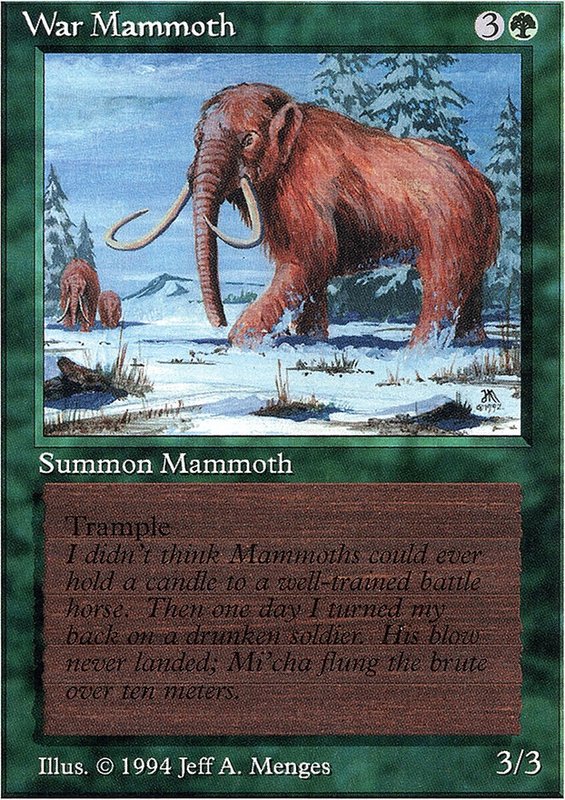 War Mammoth 3
JM
©1992.
Summon Mammoth
Trample
I didn't think Mammoths could ever
hold a candle to a well-trained battle
horse. Then one day I turned my
back on a drunken soldier. His blow
never landed; Mi'cha flung the brute
over ten meters.
Illus. © 1994 Jeff A. Menges 3/3